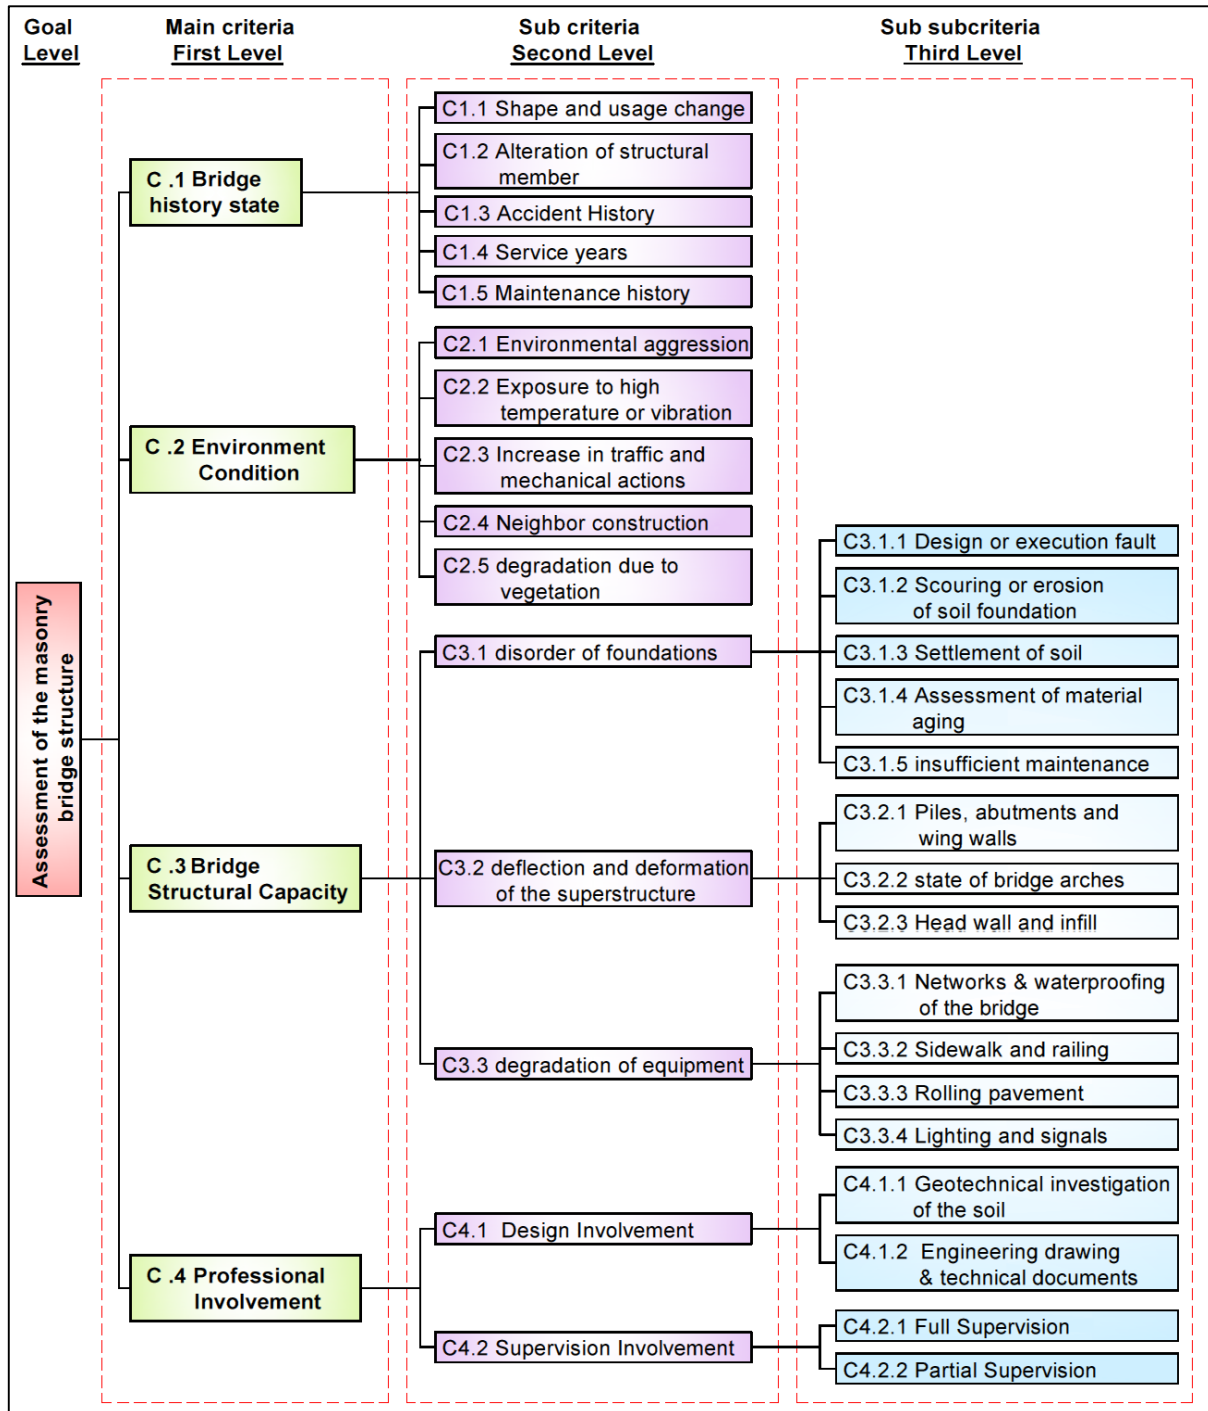 Goal
Level
Main criteria
First Level
Sub criteria
Second Level
Sub subcriteria
Third Level
Assessment of the masonry
bridge structure
C .1 Bridge
history state
C1.1 Shape and usage change
C1.2 Alteration of structural
member
C1.3 Accident History
C1.4 Service years
C1.5 Maintenance history
C .2 Environment
Condition
C2.1 Environmental aggression
C2.2 Exposure to high
temperature or vibration
C2.3 Increase in traffic and
mechanical actions
C2.4 Neighbor construction
C2.5 degradation due to
vegetation
C .3 Bridge
Structural Capacity
C3.1 disorder of foundations
C3.1.1 Design or execution fault
C3.1.2 Scouring or erosion
of soil foundation
C3.1.3 Settlement of soil
C3.1.4 Assessment of material
aging
C3.1.5 insufficient maintenance
C3.2 deflection and deformation
of the superstructure
C3.2.1 Piles, abutments and
wing walls
C3.2.2 state of bridge arches
C3.2.3 Head wall and infill
C3.3 degradation of equipment
C3.3.1 Networks & waterproofing
of the bridge
C3.3.2 Sidewalk and railing
C3.3.3 Rolling pavement
C3.3.4 Lighting and signals
C .4 Professional
Involvement
C4.1 Design Involvement
C4.1.1 Geotechnical investigation
of the soil
C4.1.2 Engineering drawing
& technical documents
C4.2 Supervision Involvement
C4.2.1 Full Supervision
C4.2.2 Partial Supervision